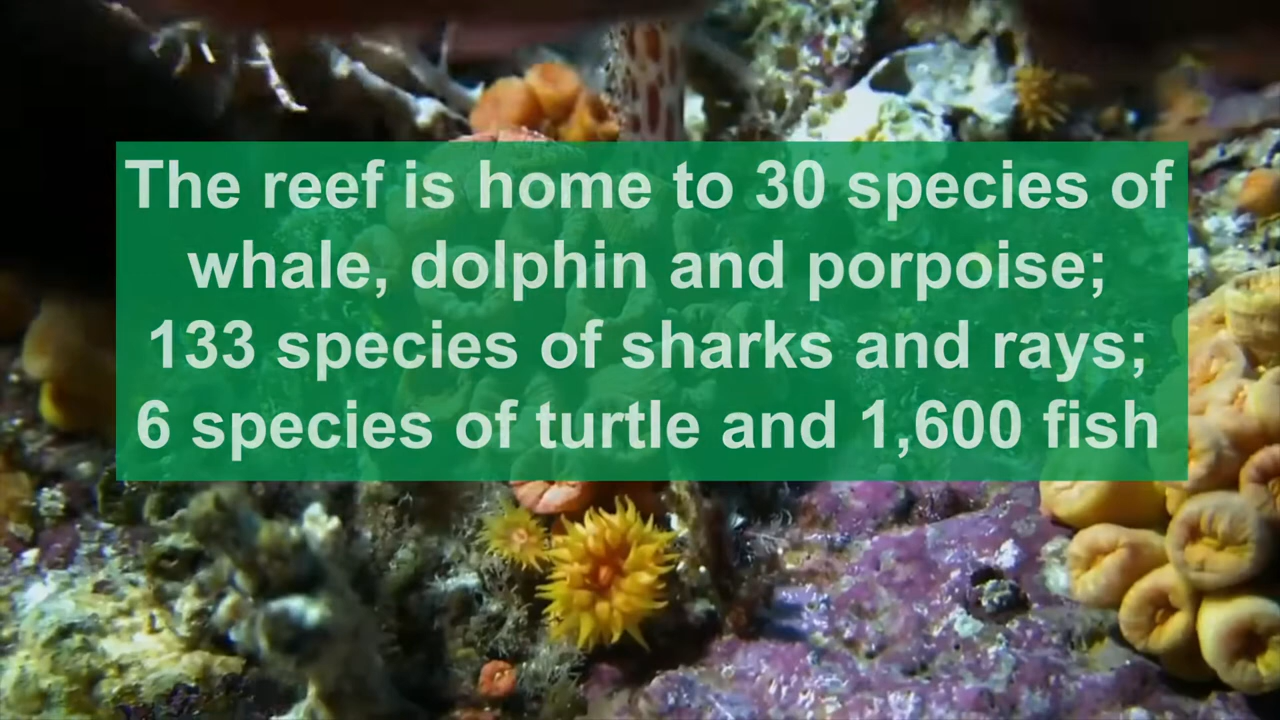 The reef is home to 30 species of
whale, dolphin and porpoise;
133 species of sharks and rays;
6 species of turtle and 1,600 fish